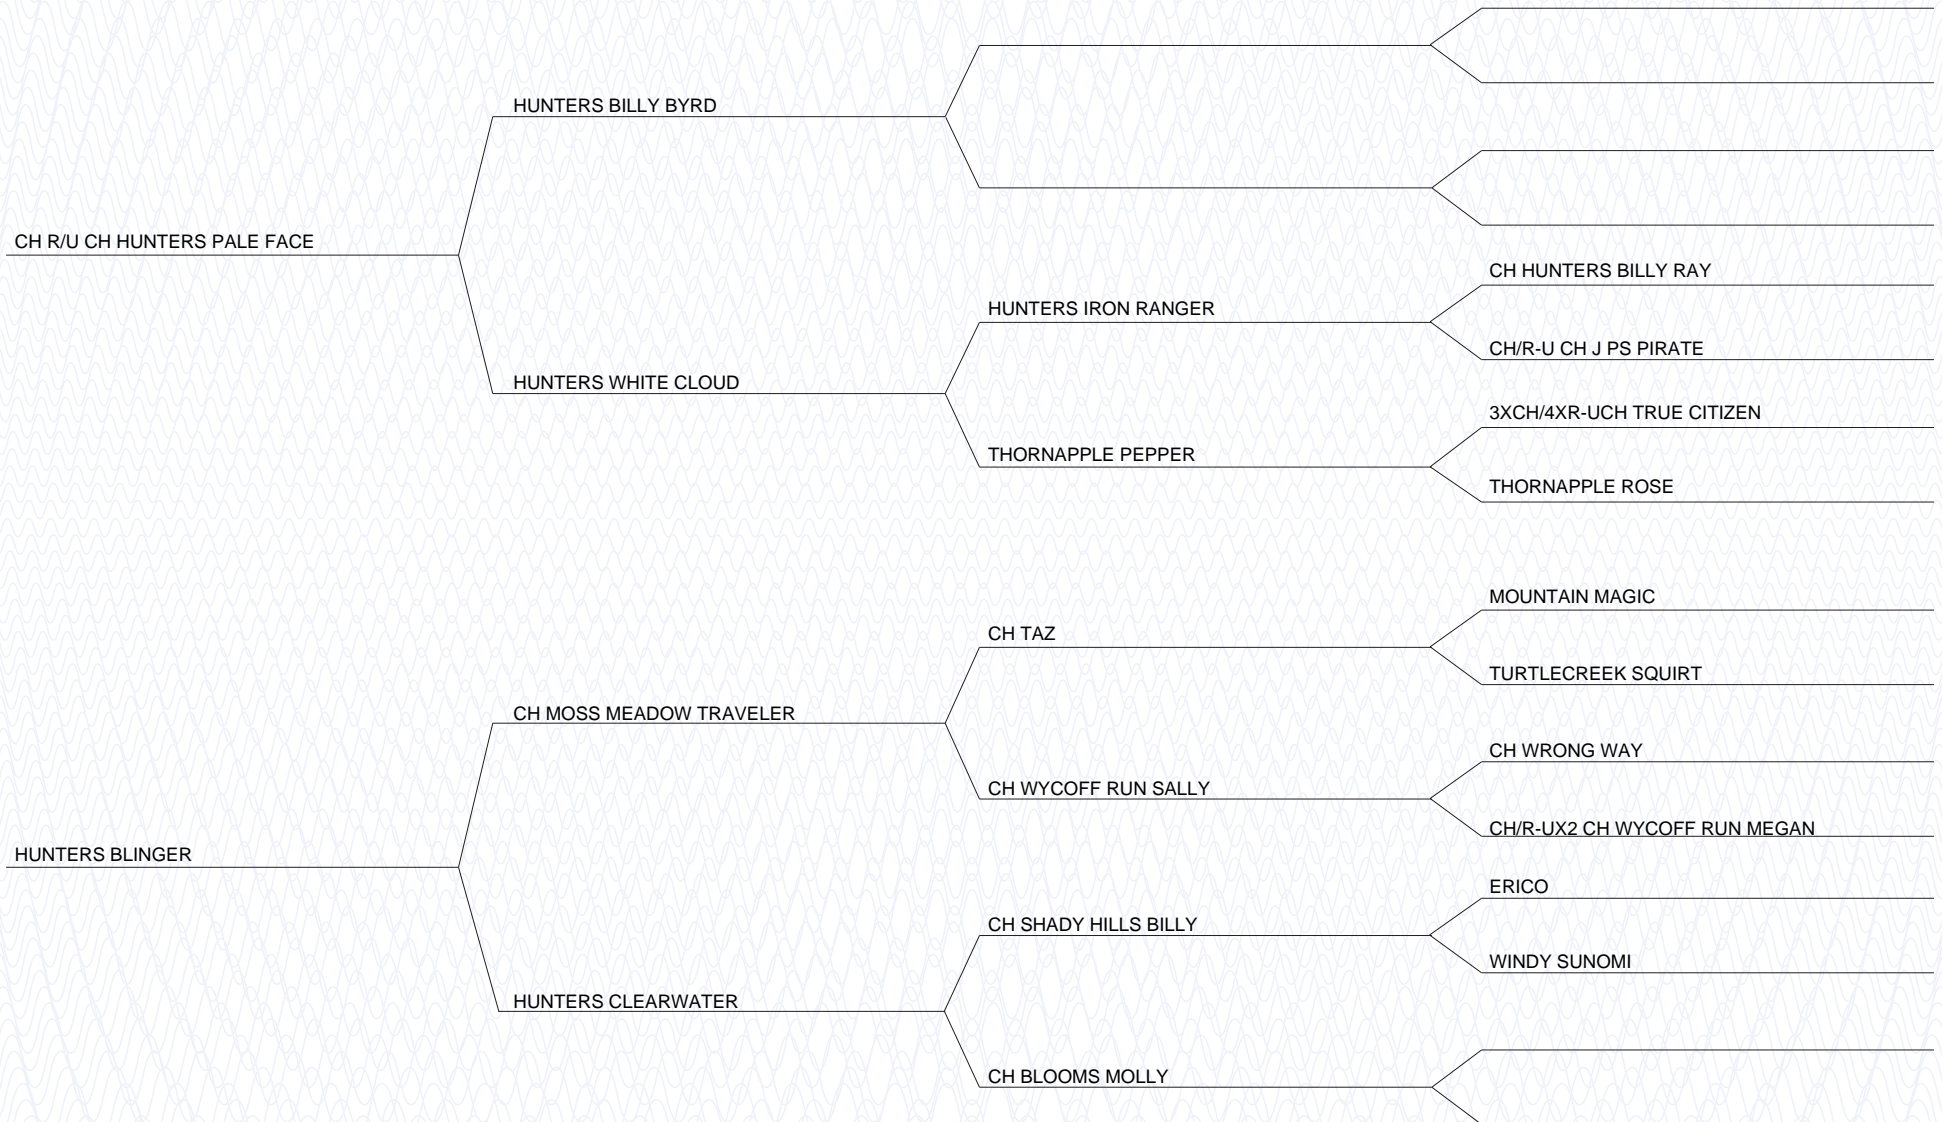 HUNTERS BILLY BYRD
CH R/U CH HUNTERS PALE FACE
CH HUNTERS BILLY RAY
HUNTERS IRON RANGER
CH/R-U CH J PS PIRATE
HUNTERS WHITE CLOUD
3XCH/4XR-UCH TRUE CITIZEN
THORNAPPLE PEPPER
THORNAPPLE ROSE
MOUNTAIN MAGIC
CH TAZ
TURTLECREEK SQUIRT
CH MOSS MEADOW TRAVELER
CH WRONG WAY
CH WYCOFF RUN SALLY
CH/R-UX2 CH WYCOFF RUN MEGAN
HUNTERS BLINGER
ERICO
CH SHADY HILLS BILLY
WINDY SUNOMI
HUNTERS CLEARWATER
CH BLOOMS MOLLY